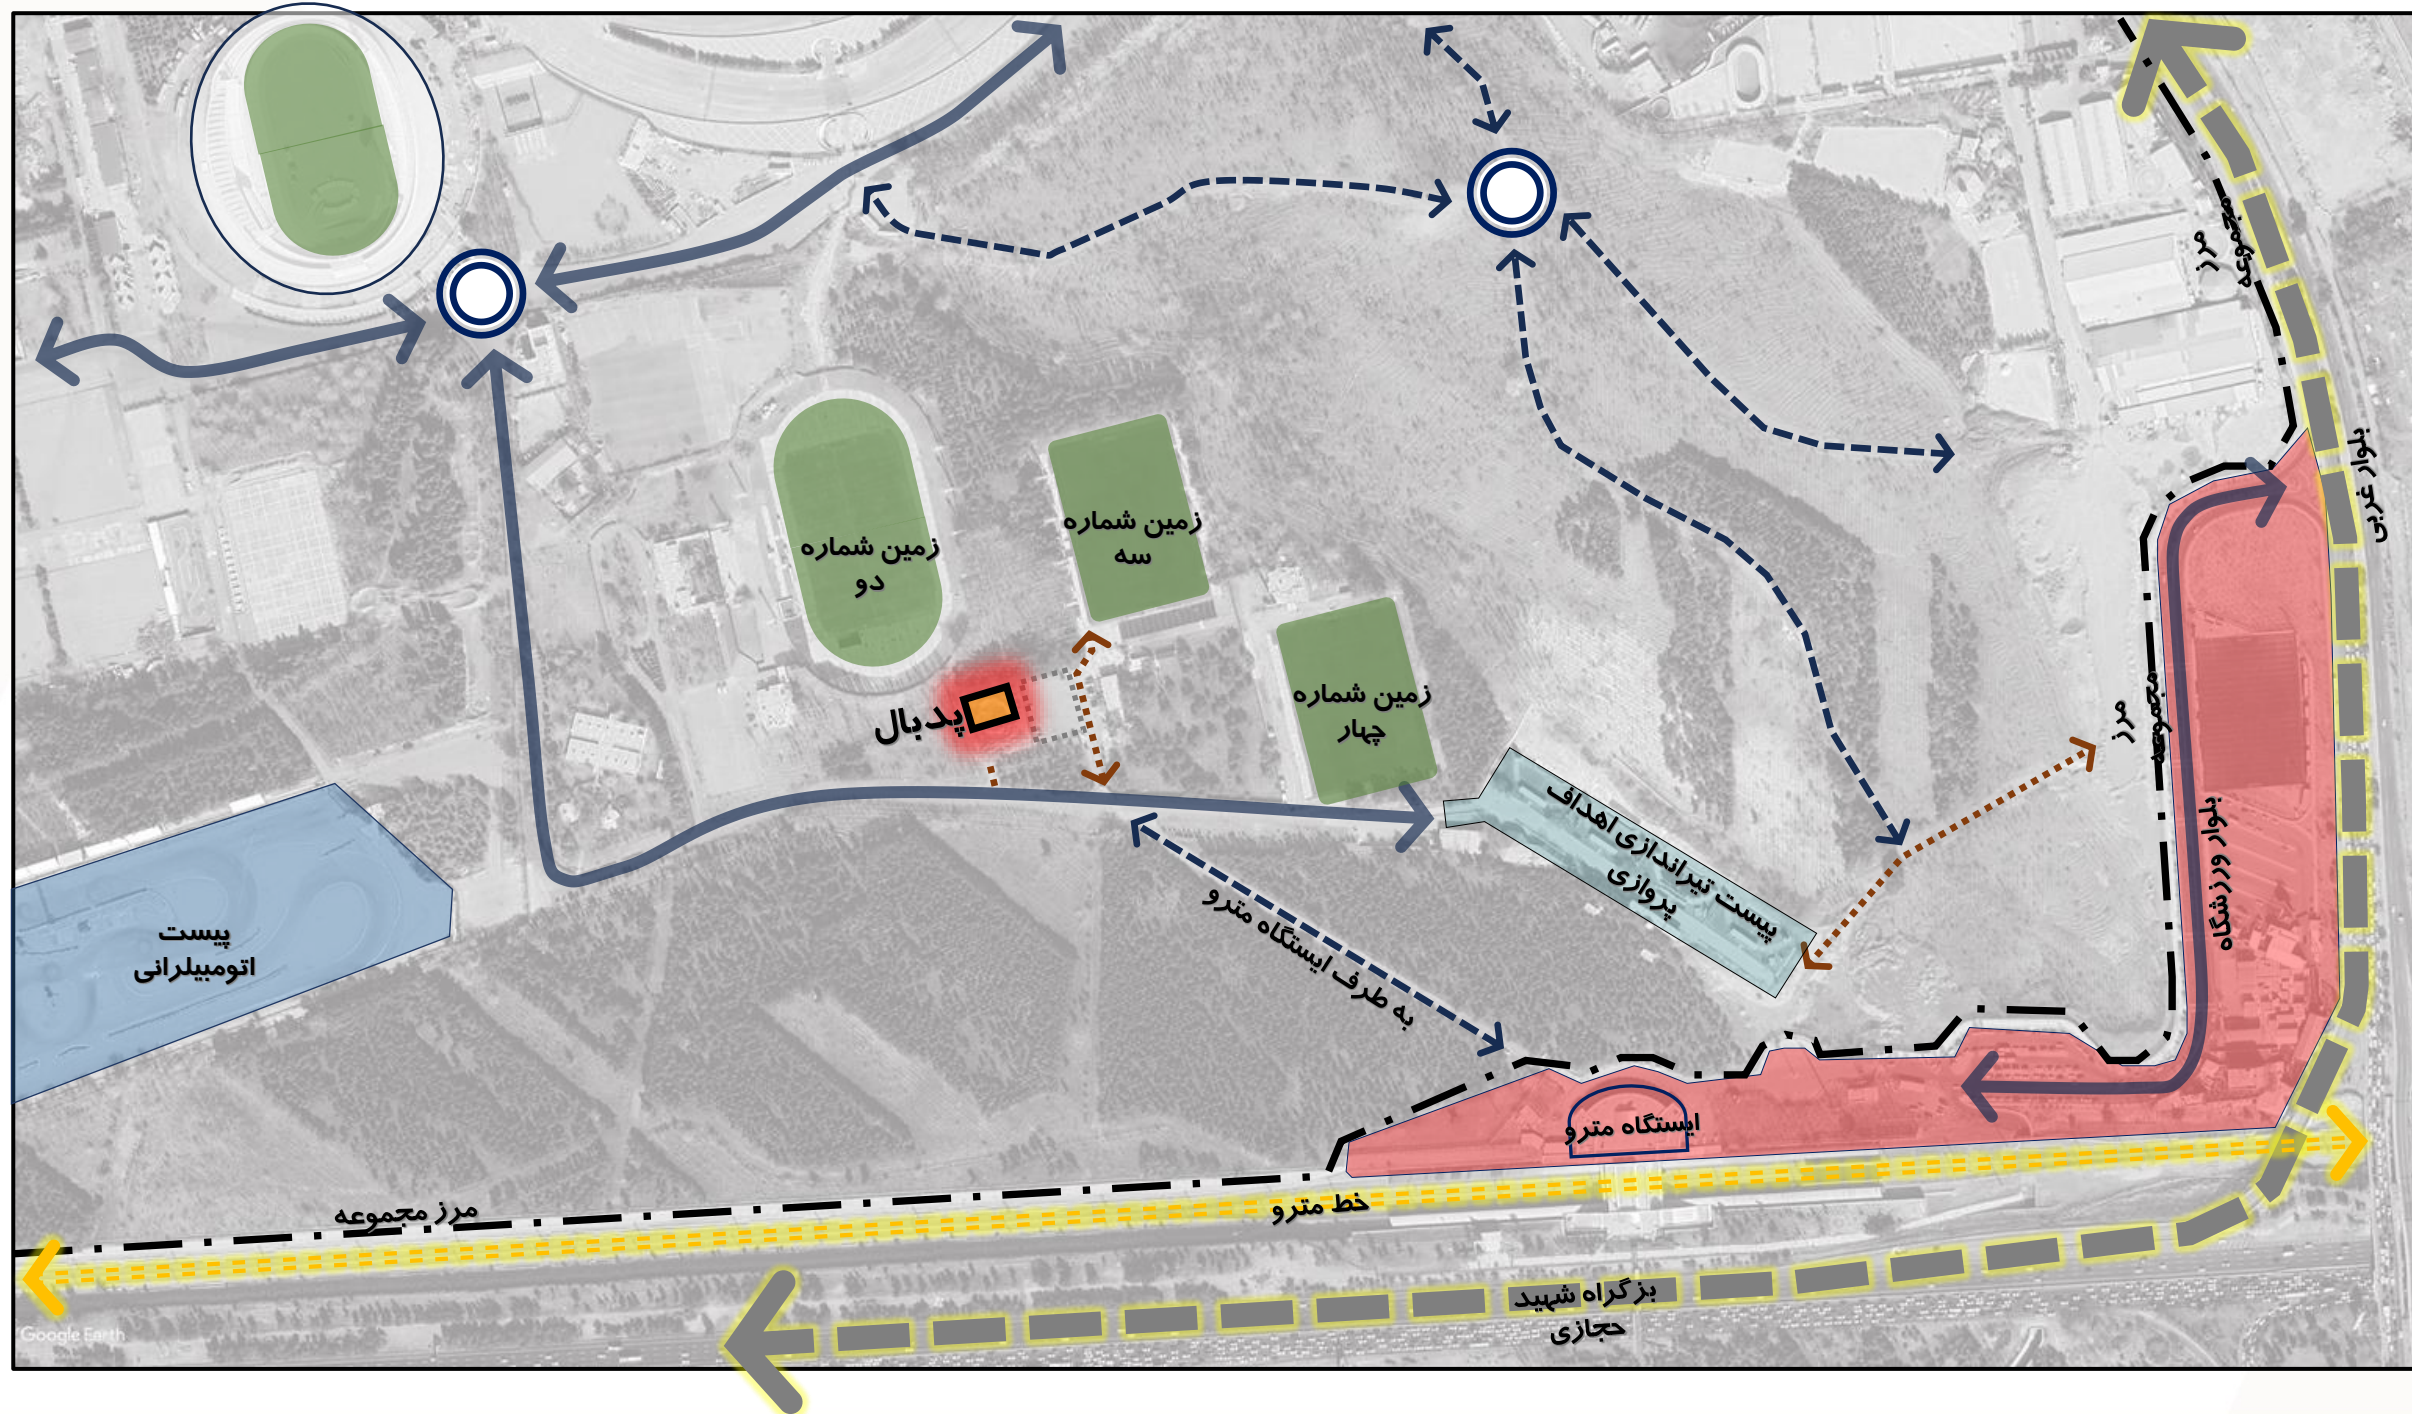 مرز
مجموعه
بلوار غربی
زمین شماره
سه
زمین شماره
دو
زمین شماره
چهار
پدبال
مرز
مجموعه
پیست تیراندازی اهداف
پروازی
بلوار ورزشگاه
به طرف ایستگاه مترو
پیست
اتومبیلرانی
ایستگاه مترو
خط مترو
مرز مجموعه
بزگراه شهید
حجازی
Google Earth